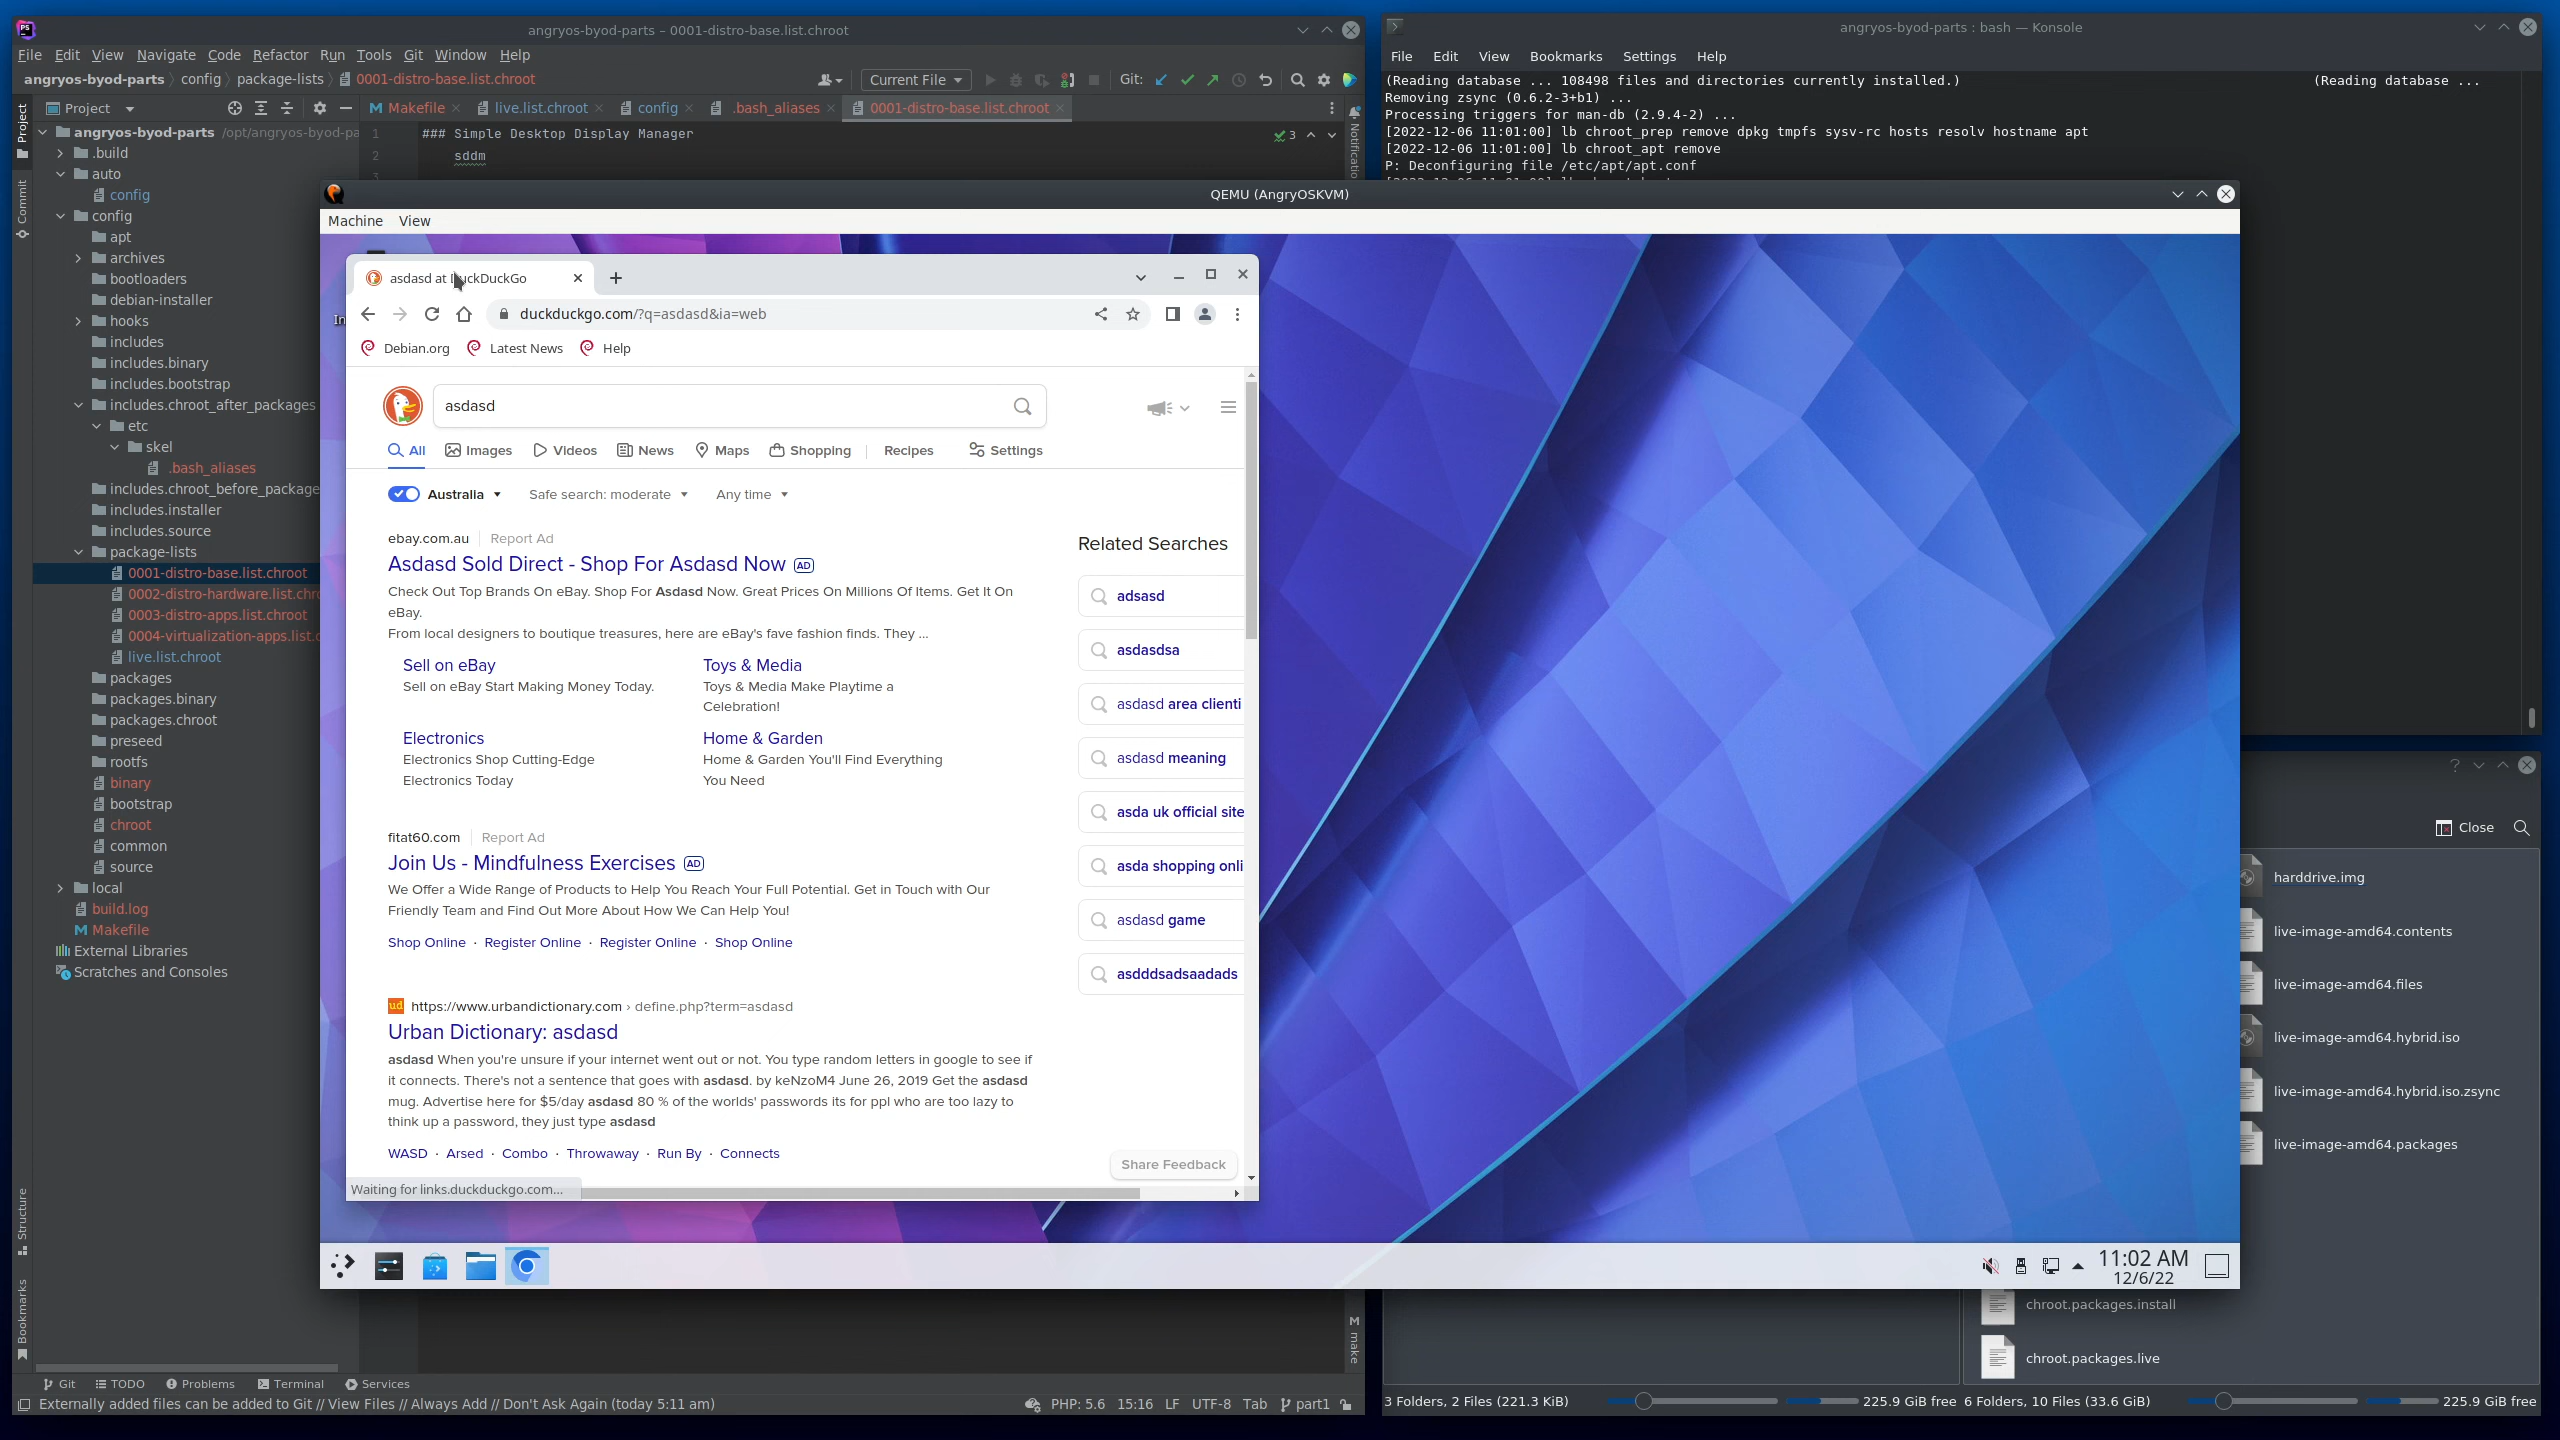 angryos-byod-parts – 0001-distro-base.list.chroot
File Edit View Navigate Code Refactor Run Tools Git Window Help
angryos-byod-parts config package-lists 0001-distro-base.list.chroot
Current File
Git:
Project
Makefile live.list.chroot config .bash_aliases 0001-distro-base.list.chroot
Project
Commit
Structure
Bookmarks
Notificatio
make
angryos-byod-parts /opt/angryos-byod-pa
.build
auto
config
config
apt
archives
bootloaders
debian-installer
hooks
includes
includes.binary
includes.bootstrap
includes.chroot_after_packages
etc
skel
.bash_aliases
includes.chroot_before_package
includes.installer
includes.source
package-lists
0001-distro-base.list.chroot
0002-distro-hardware.list.chro
0003-distro-apps.list.chroot
0004-virtualization-apps.list.c
live.list.chroot
packages
packages.binary
packages.chroot
preseed
rootfs
binary
bootstrap
chroot
common
source
local
build.log
Makefile
External Libraries
Scratches and Consoles
1 ### Simple Desktop Display Manager
2 sddm
3
3
Git TODO Problems Terminal Services
Externally added files can be added to Git // View Files // Always Add // Don't Ask Again (today 5:11 am)
PHP: 5.6 15:16 LF UTF-8 Tab part1
angryos-byod-parts : bash — Konsole
File Edit View Bookmarks Settings Help
(Reading database ... 108498 files and directories currently installed.) (Reading database ...
Removing zsync (0.6.2-3+b1) ...
Processing triggers for man-db (2.9.4-2) ...
[2022-12-06 11:01:00] lb chroot_prep remove dpkg tmpfs sysv-rc hosts resolv hostname apt
[2022-12-06 11:01:00] lb chroot_apt remove
P: Deconfiguring file /etc/apt/apt.conf
QEMU (AngryOSKVM)
Machine View
In
asdasd at DuckDuckGo
duckduckgo.com/?q=asdasd&ia=web
Debian.org Latest News Help
asdasd
All Images Videos News Maps Shopping Recipes Settings
Australia Safe search: moderate Any time
ebay.com.au Report Ad
Asdasd Sold Direct - Shop For Asdasd Now AD
Check Out Top Brands On eBay. Shop For Asdasd Now. Great Prices On Millions Of Items. Get It On
eBay.
From local designers to boutique treasures, here are eBay's fave fashion finds. They ...
Sell on eBay
Sell on eBay Start Making Money Today.
Toys & Media
Toys & Media Make Playtime a
Celebration!
Electronics
Electronics Shop Cutting-Edge
Electronics Today
Home & Garden
Home & Garden You'll Find Everything
You Need
fitat60.com Report Ad
Join Us - Mindfulness Exercises AD
We Offer a Wide Range of Products to Help You Reach Your Full Potential. Get in Touch with Our
Friendly Team and Find Out More About How We Can Help You!
Shop Online · Register Online · Register Online · Shop Online
ud https://www.urbandictionary.com › define.php?term=asdasd
Urban Dictionary: asdasd
asdasd When you're unsure if your internet went out or not. You type random letters in google to see if
it connects. There's not a sentence that goes with asdasd. by keNzoM4 June 26, 2019 Get the asdasd
mug. Advertise here for $5/day asdasd 80 % of the worlds' passwords its for ppl who are too lazy to
think up a password, they just type asdasd
WASD · Arsed · Combo · Throwaway · Run By · Connects
Related Searches
adsasd
asdasdsa
asdasd area clienti
asdasd meaning
asda uk official site
asda shopping onli
asdasd game
asdddsadsaadads
Share Feedback
Waiting for links.duckduckgo.com...
11:02 AM
12/6/22
Close
harddrive.img
live-image-amd64.contents
live-image-amd64.files
live-image-amd64.hybrid.iso
live-image-amd64.hybrid.iso.zsync
live-image-amd64.packages
chroot.packages.install
chroot.packages.live
3 Folders, 2 Files (221.3 KiB) 225.9 GiB free
6 Folders, 10 Files (33.6 GiB) 225.9 GiB free